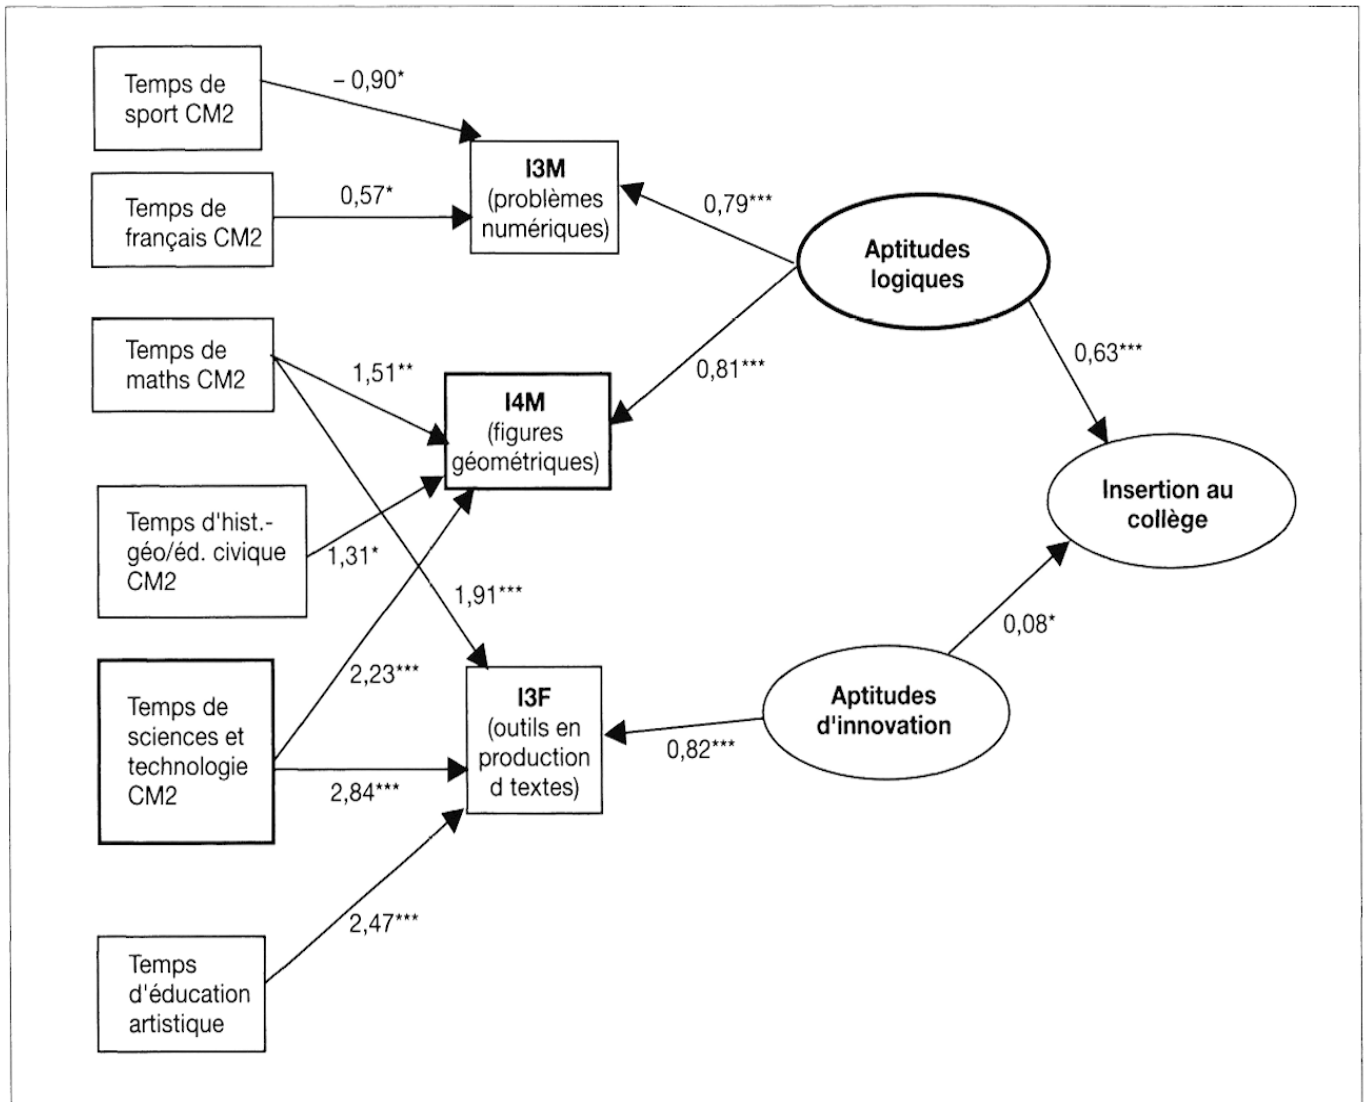 Temps de
sport CM2
– 0,90*
I3M
(problèmes
numériques)
Temps de
français CM2
0,57*
0,79***
Aptitudes
logiques
Temps de
maths CM2
1,51**
I4M
(figures
géométriques)
0,81***
0,63***
Temps d'hist.-
géo/éd. civique
CM2
1,31*
Insertion au
collège
1,91***
0,08*
Temps de
sciences et
technologie
CM2
2,23***
2,84***
I3F
(outils en
production
d textes)
0,82***
Aptitudes
d'innovation
Temps
d'éducation
artistique
2,47***